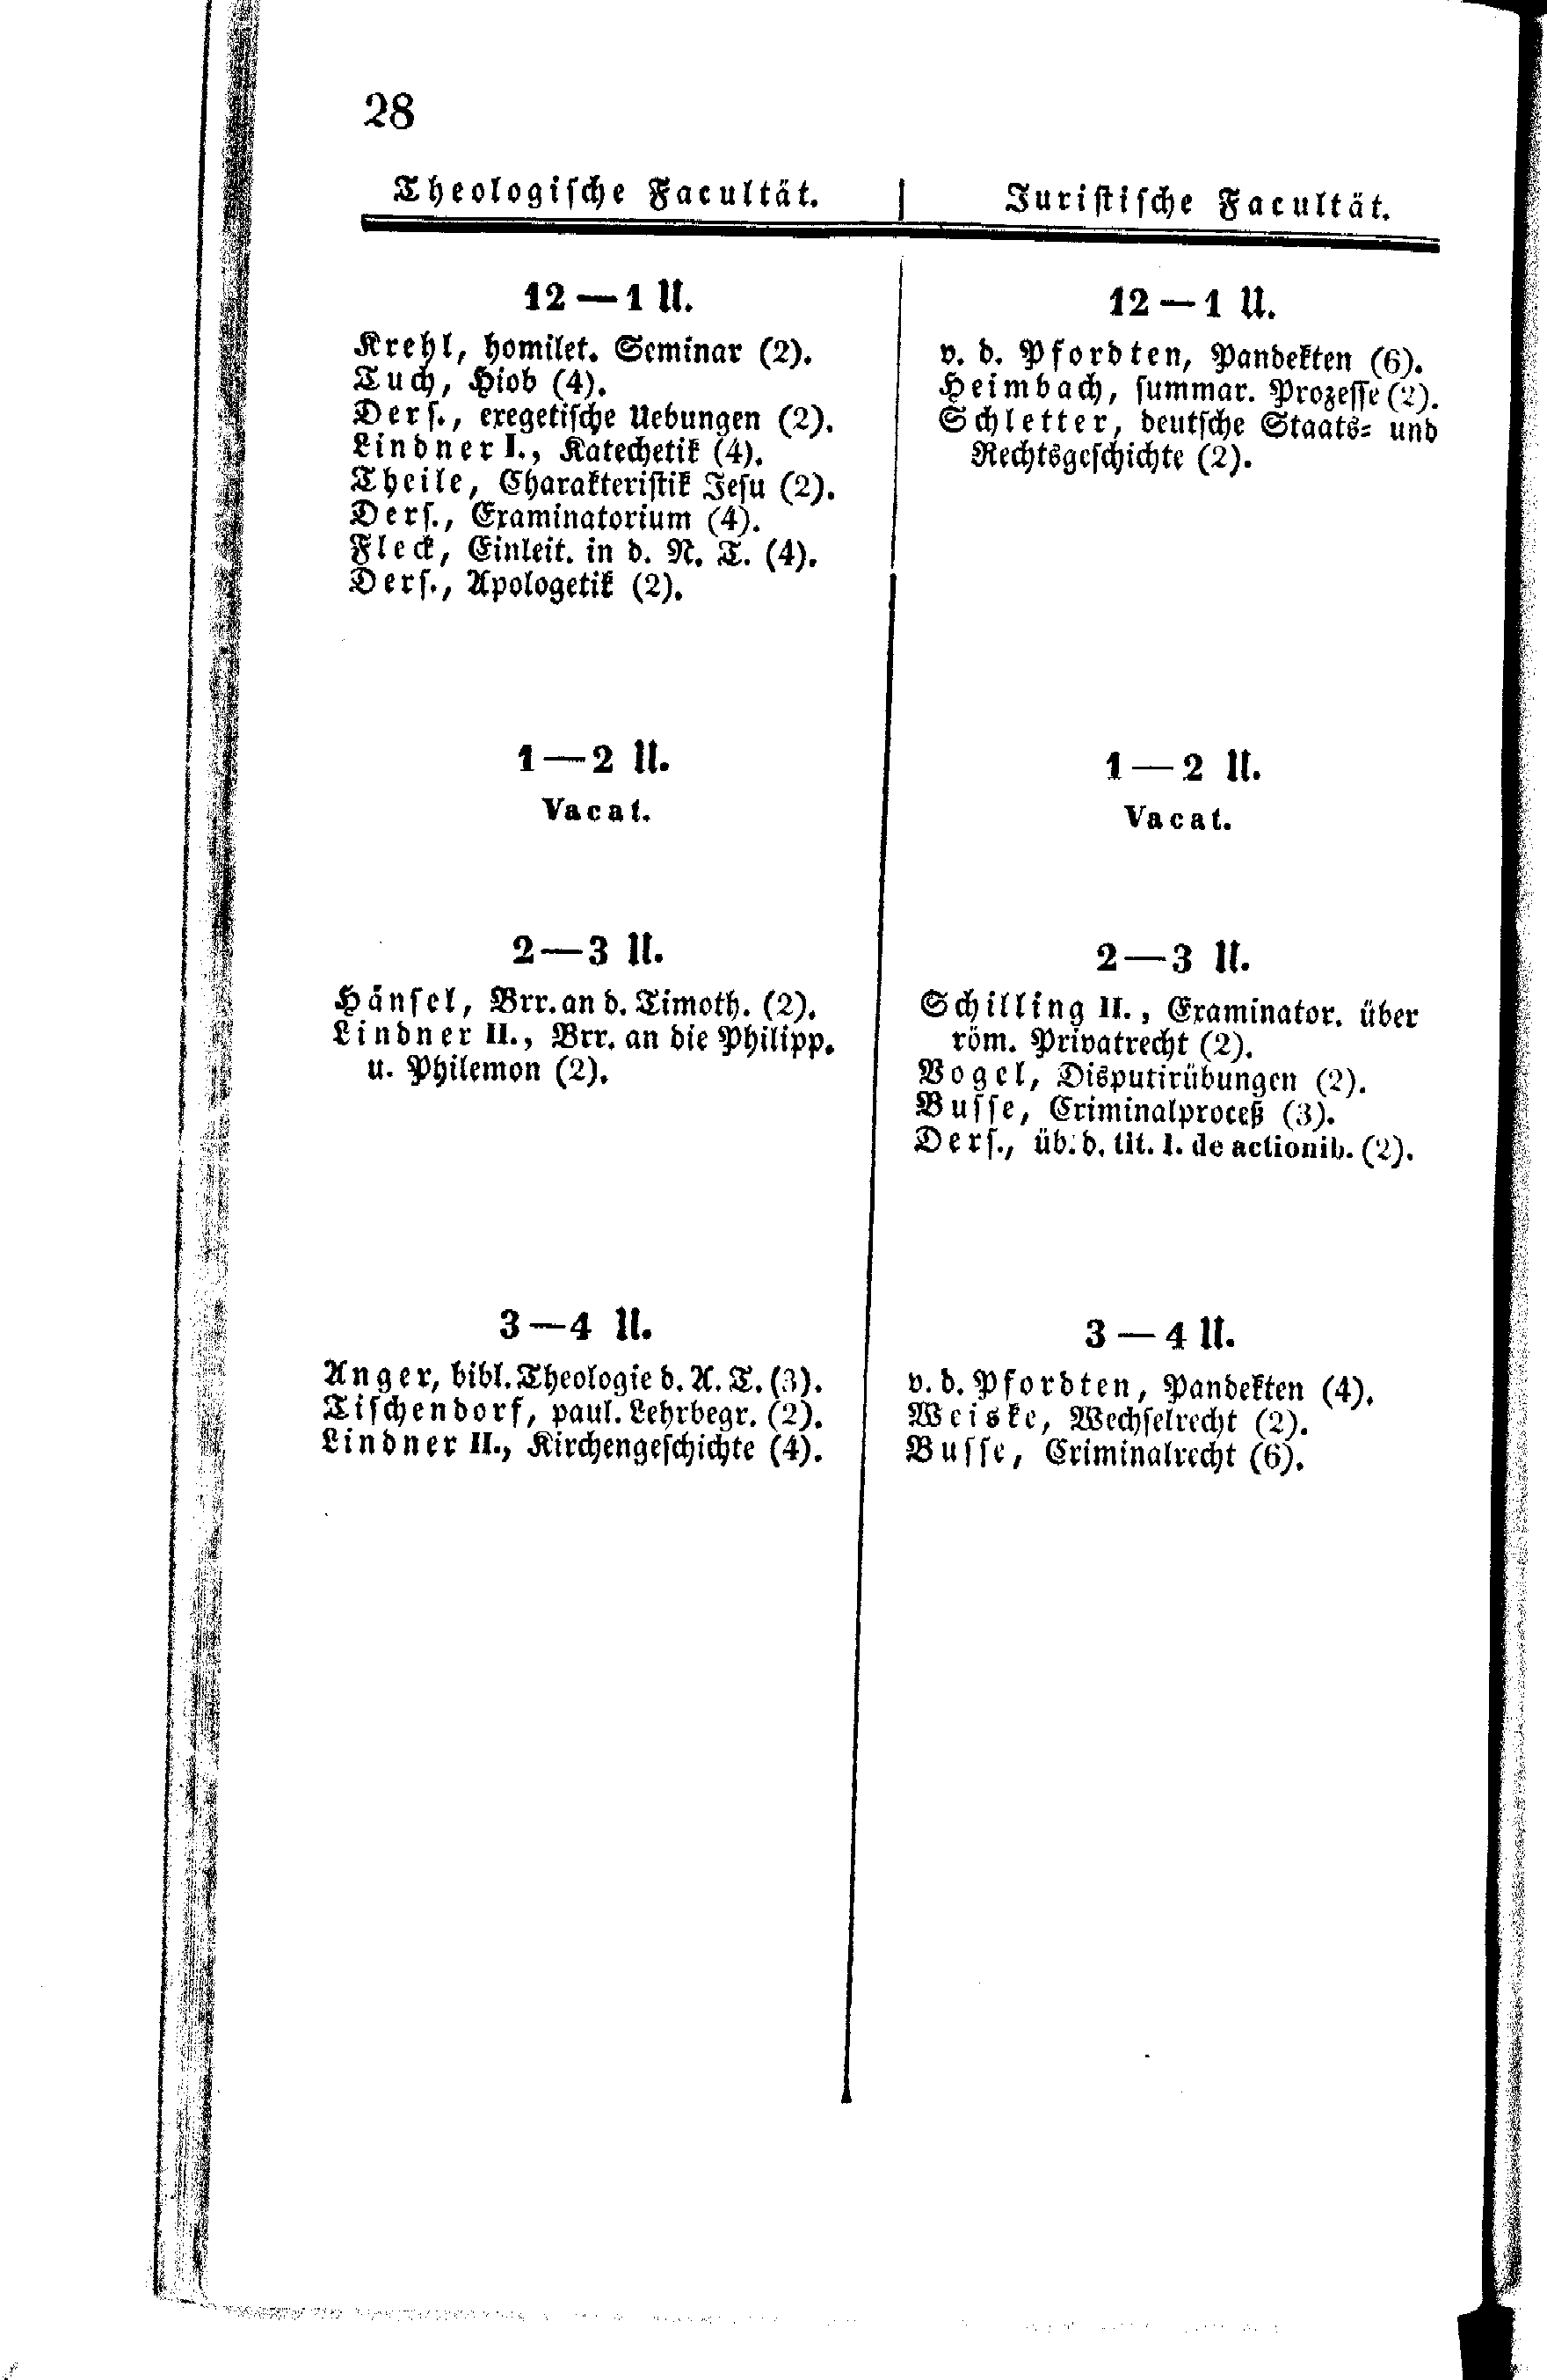 28
Theologische Facultät.
12—1 U.
Krehl, homilet. Seminar (2).
Tuch, Hiob (4).
Ders., exegetische Uebungen (2).
Lindner I., Katechetik (4).
Theile, Charakteristik Jesu (2).
Ders., Examinatorium (4).
Fleck, Einleit. in d. N. T. (4).
Ders., Apologetik (2).
1—2 U.
Vacat.
2—3 U.
Hänsel, Brr. an d. Timoth. (2).
Lindner II., Brr. an die Philipp.
u. Philemon (2).
3—4 U.
Anger, bibl. Theologie d. A. T. (3).
Tischendorf, paul. Lehrbegr. (2).
Lindner II., Kirchengeschichte (4).
Juristische Facultät.
12—1 U.
v. d. Pfordten, Pandekten (6).
Heimbach, summar. Prozesse (2).
Schletter, deutsche Staats- und
Rechtsgeschichte (2).
1—2 U.
Vacat.
2—3 U.
Schilling II., Examinator. über
röm. Privatrecht (2).
Vogel, Disputirübungen (2).
Busse, Criminalproceß (3).
Ders., üb. d. tit. I. de actionib. (2).
3—4 U.
v. d. Pfordten, Pandekten (4).
Weiske, Wechselrecht (2).
Busse, Criminalrecht (6).